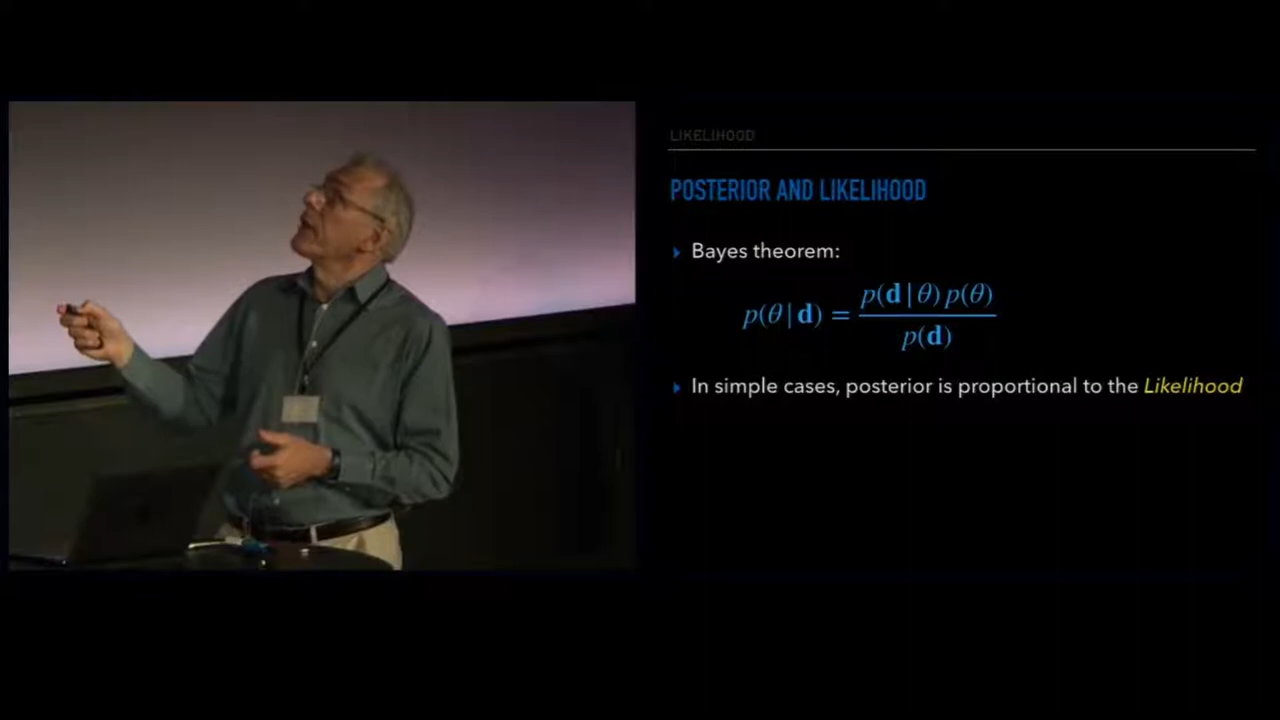 LIKELIHOOD
POSTERIOR AND LIKELIHOOD
Bayes theorem:
p(θ|d) = p(d|θ) p(θ) / p(d)
In simple cases, posterior is proportional to the Likelihood